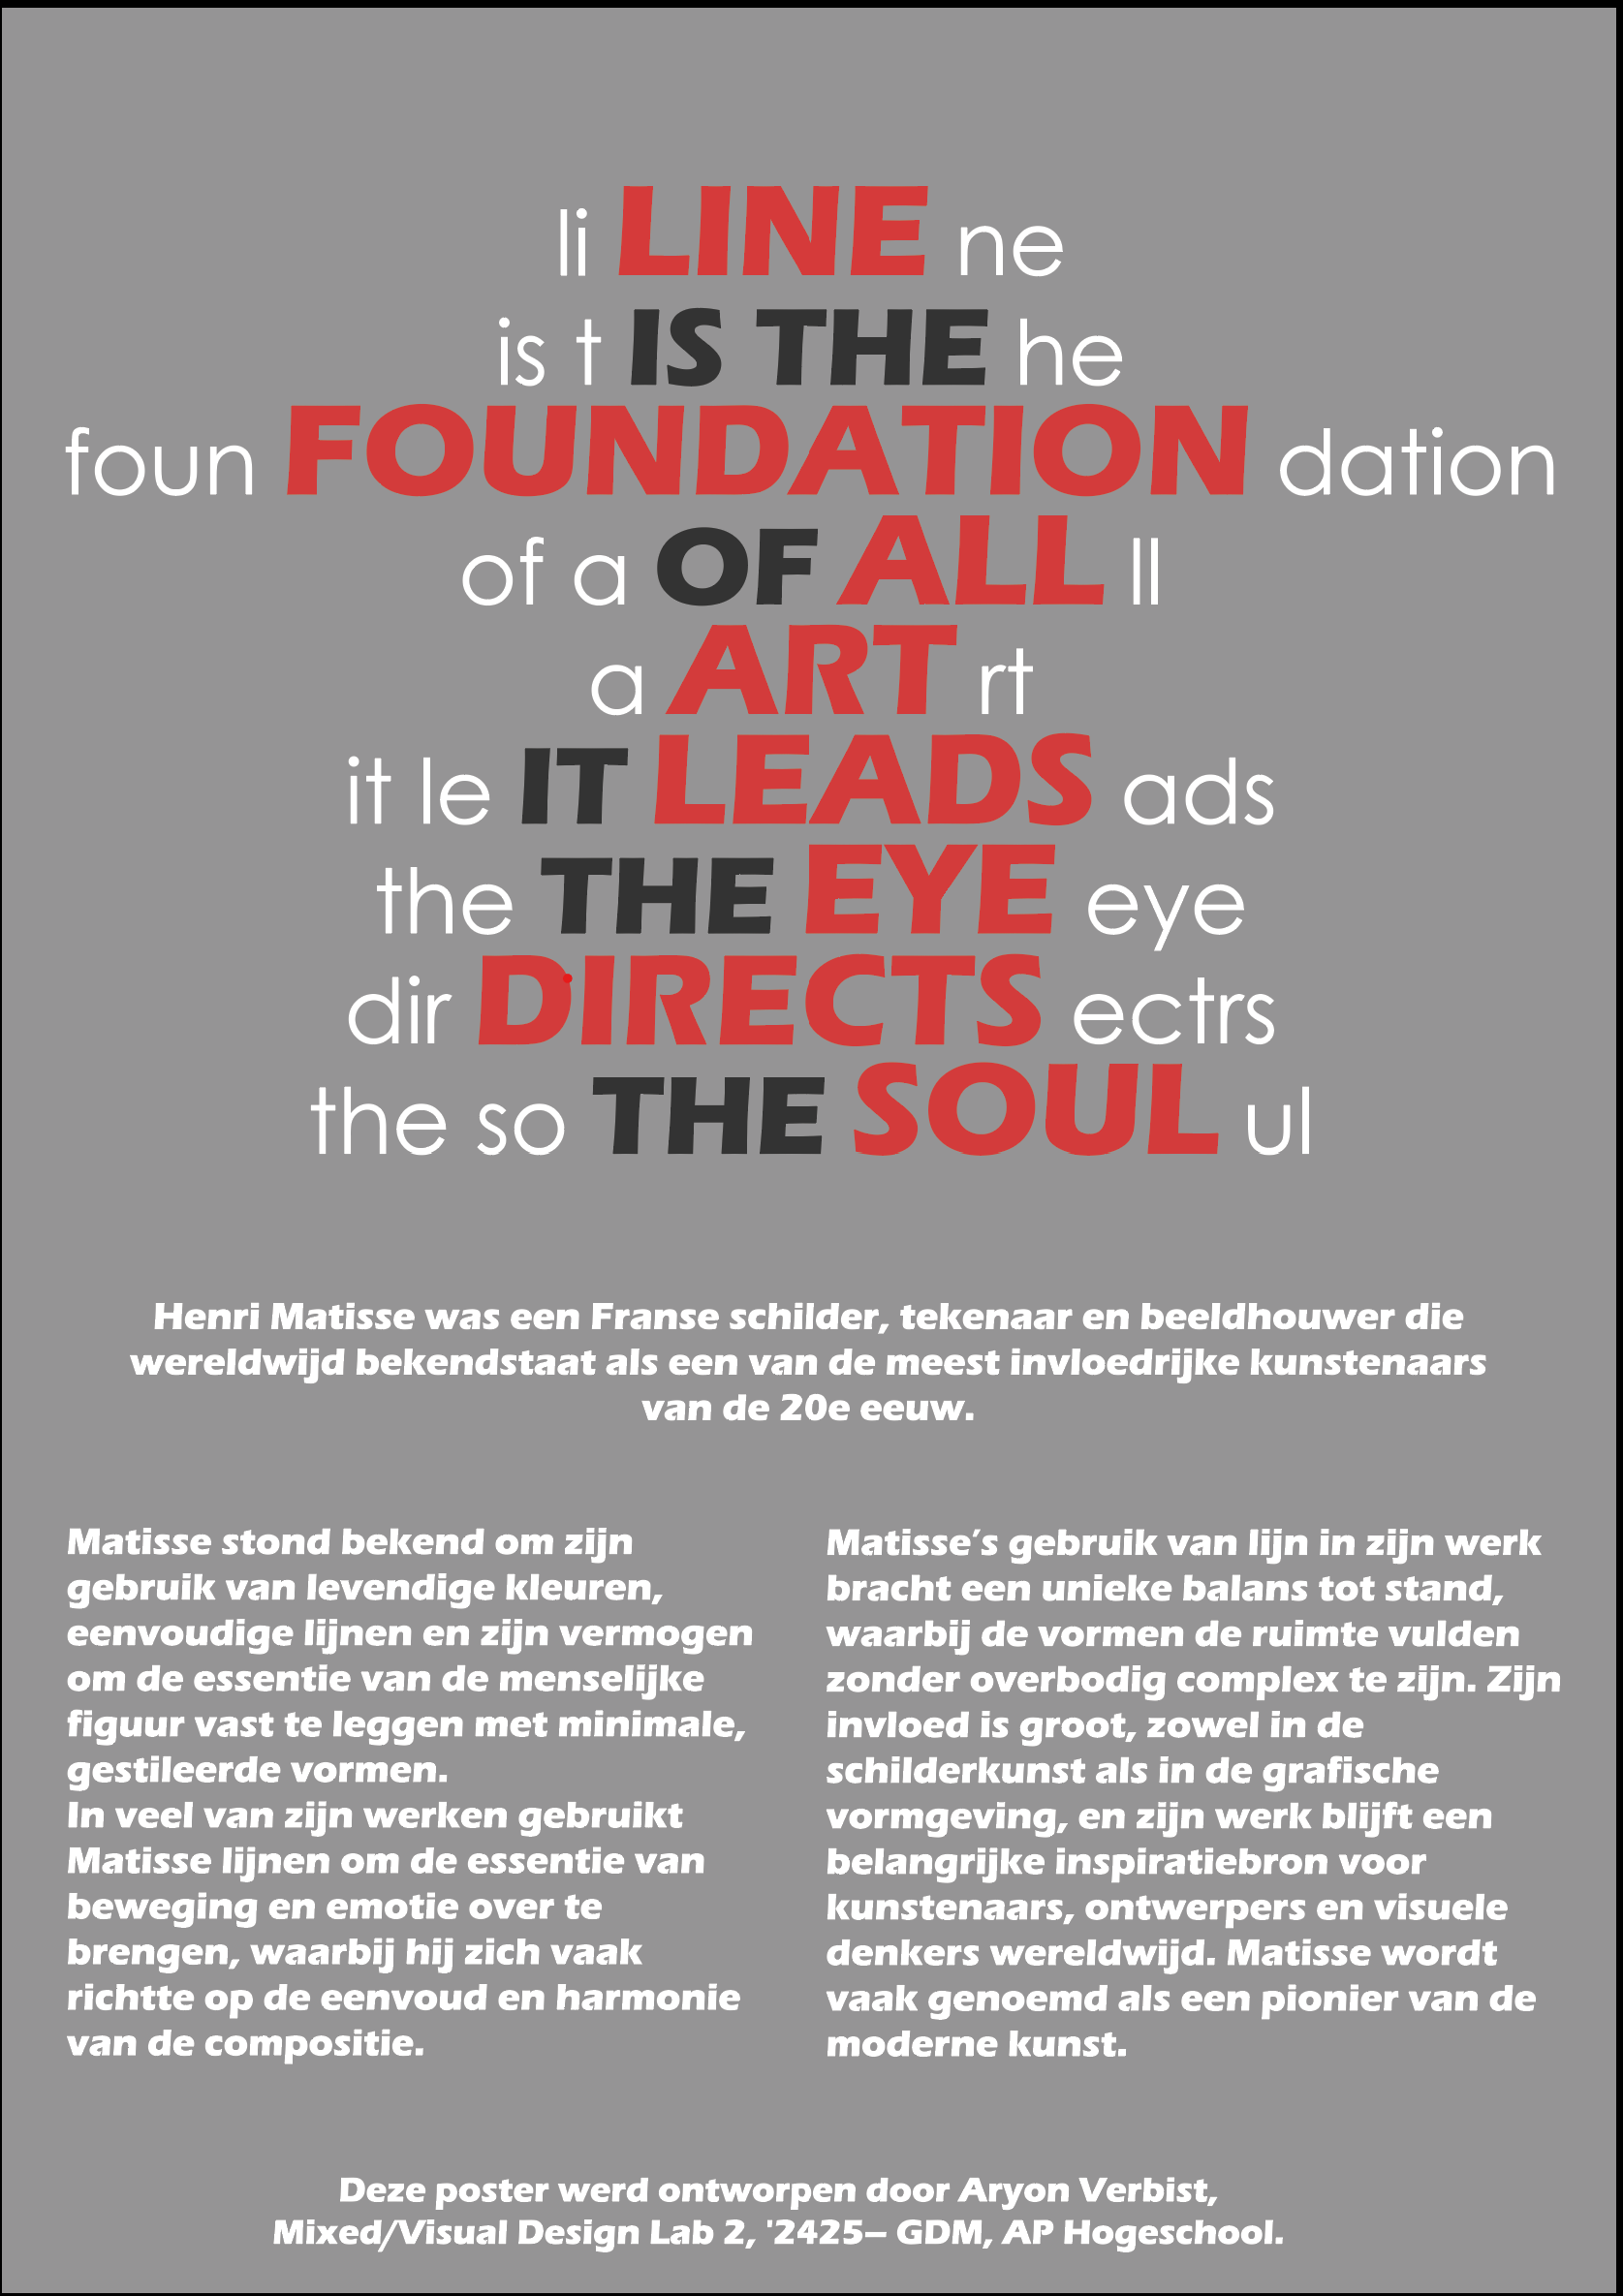 li LINE ne
is t IS THE he
foun FOUNDATION dation
of a OF ALL ll
a ART rt
it le IT LEADS ads
the THE EYE eye
dir DIRECTS ectrs
the so THE SOUL ul
Henri Matisse was een Franse schilder, tekenaar en beeldhouwer die
wereldwijd bekendstaat als een van de meest invloedrijke kunstenaars
van de 20e eeuw.
Matisse stond bekend om zijn
gebruik van levendige kleuren,
eenvoudige lijnen en zijn vermogen
om de essentie van de menselijke
figuur vast te leggen met minimale,
gestileerde vormen.
In veel van zijn werken gebruikt
Matisse lijnen om de essentie van
beweging en emotie over te
brengen, waarbij hij zich vaak
richtte op de eenvoud en harmonie
van de compositie.
Matisse's gebruik van lijn in zijn werk
bracht een unieke balans tot stand,
waarbij de vormen de ruimte vulden
zonder overbodig complex te zijn. Zijn
invloed is groot, zowel in de
schilderkunst als in de grafische
vormgeving, en zijn werk blijft een
belangrijke inspiratiebron voor
kunstenaars, ontwerpers en visuele
denkers wereldwijd. Matisse wordt
vaak genoemd als een pionier van de
moderne kunst.
Deze poster werd ontworpen door Aryon Verbist,
Mixed/Visual Design Lab 2, '2425– GDM, AP Hogeschool.